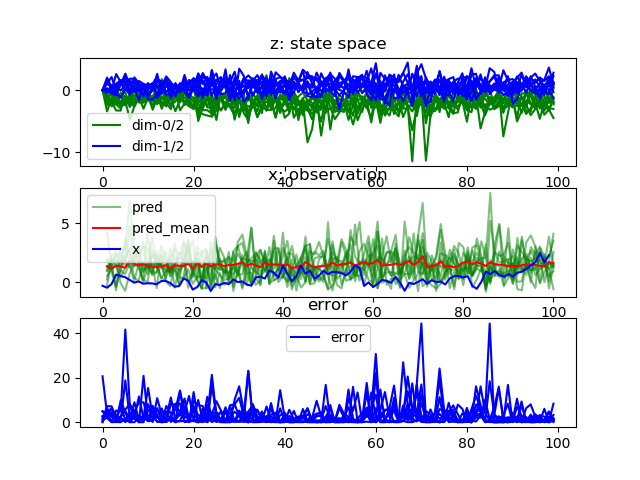 z: state space
0
−10
dim-0/2
dim-1/2
0 20 40 60 80 100
x: observation
5
0
pred
pred_mean
x
0 20 40 60 80 100
error
40
20
0
error
0 20 40 60 80 100